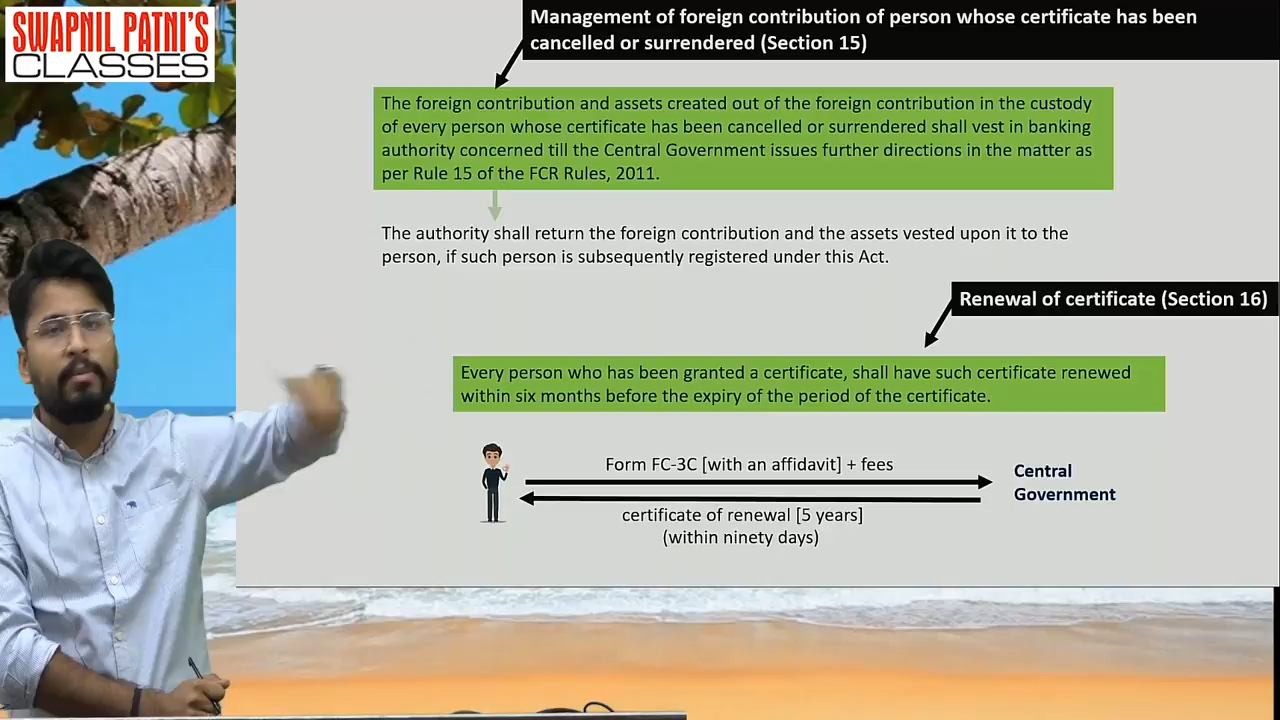 SWAPNIL PATNI'S
CLASSES
Management of foreign contribution of person whose certificate has been
cancelled or surrendered (Section 15)
The foreign contribution and assets created out of the foreign contribution in the custody
of every person whose certificate has been cancelled or surrendered shall vest in banking
authority concerned till the Central Government issues further directions in the matter as
per Rule 15 of the FCR Rules, 2011.
The authority shall return the foreign contribution and the assets vested upon it to the
person, if such person is subsequently registered under this Act.
Renewal of certificate (Section 16)
Every person who has been granted a certificate, shall have such certificate renewed
within six months before the expiry of the period of the certificate.
Form FC-3C [with an affidavit] + fees
Central
Government
certificate of renewal [5 years]
(within ninety days)